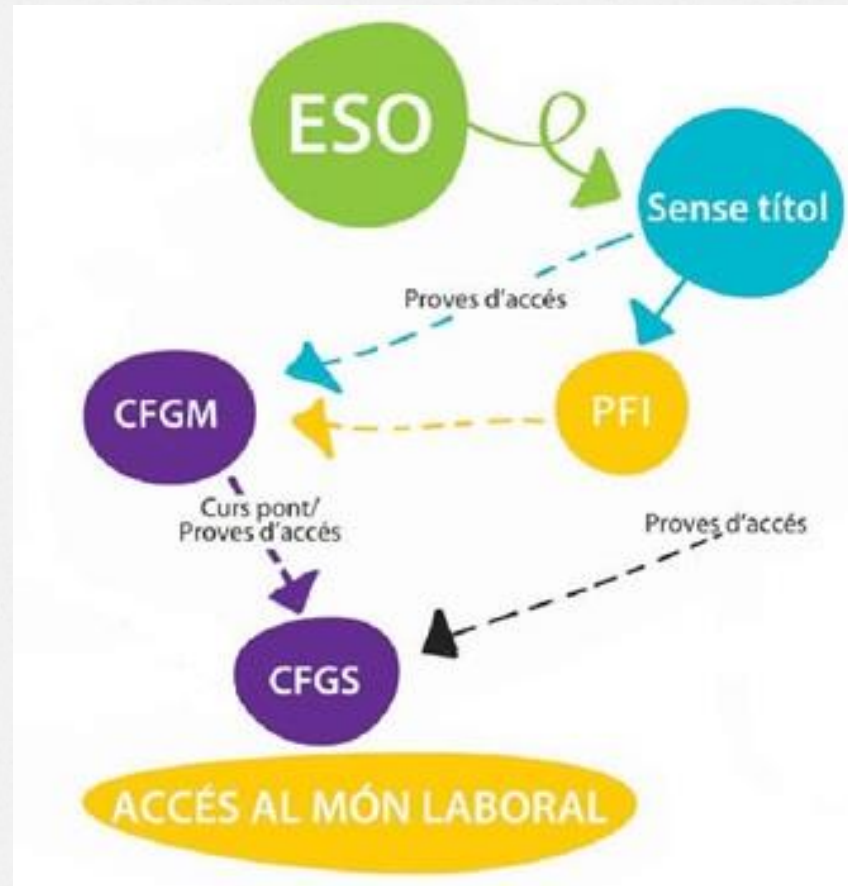 ESO
Sense títol
Proves d'accés
CFGM
PFI
Curs pont/
Proves d'accés
Proves d'accés
CFGS
ACCÉS AL MÓN LABORAL